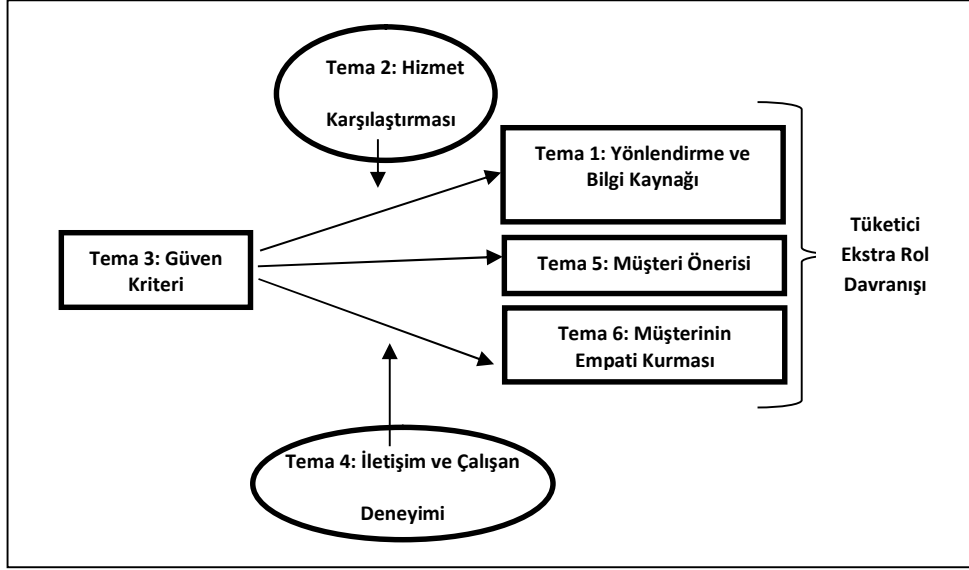 Tema 2: Hizmet
Karşılaştırması
Tema 1: Yönlendirme ve
Bilgi Kaynağı
Tema 3: Güven
Kriteri
Tema 5: Müşteri Önerisi
Tema 6: Müşterinin
Empati Kurması
Tüketici
Ekstra Rol
Davranışı
Tema 4: İletişim ve Çalışan
Deneyimi